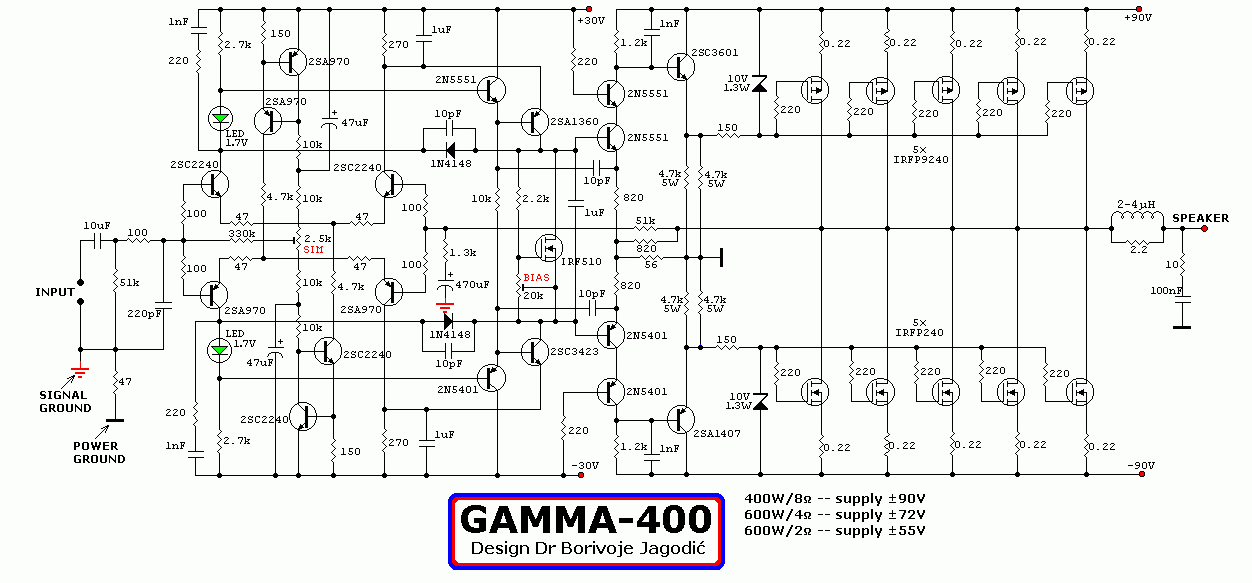 1nF
2.7k
150
2SA970
270
1uF
+30V
1.2k
1nF
2SC3601
+90V
0.22
0.22
0.22
0.22
0.22
220
2SA970
2N5551
220
10V
1.3W
LED
1.7V
47uF
10pF
2SA1360
2N5551
220
220
220
220
220
10k
1N4148
2N5551
150
5x
IRFP9240
2SC2240
2SC2240
10pF
4.7k
5W
4.7k
5W
100
4.7k
10k
100
10k
2.2k
1uF
820
47
47
51k
2-4µH
SPEAKER
10uF
100
330k
2.5k
SIM
1.3k
IRF510
820
2.2
100
47
47
100
56
10
INPUT
51k
10k
4.7k
470uF
BIAS
20k
10pF
820
4.7k
5W
4.7k
5W
100nF
220pF
2SA970
2SA970
10k
LED
1.7V
47uF
2SC2240
1N4148
10pF
2SC3423
2N5401
150
5x
IRFP240
SIGNAL
GROUND
47
2N5401
2N5401
220
220
220
220
220
10V
1.3W
220
2SC2240
2SA1407
POWER
GROUND
1nF
2.7k
150
270
1uF
220
1.2k
1nF
0.22
0.22
0.22
0.22
0.22
-30V
-90V
GAMMA-400
Design Dr Borivoje Jagodić
400W/8Ω -- supply ±90V
600W/4Ω -- supply ±72V
600W/2Ω -- supply ±55V